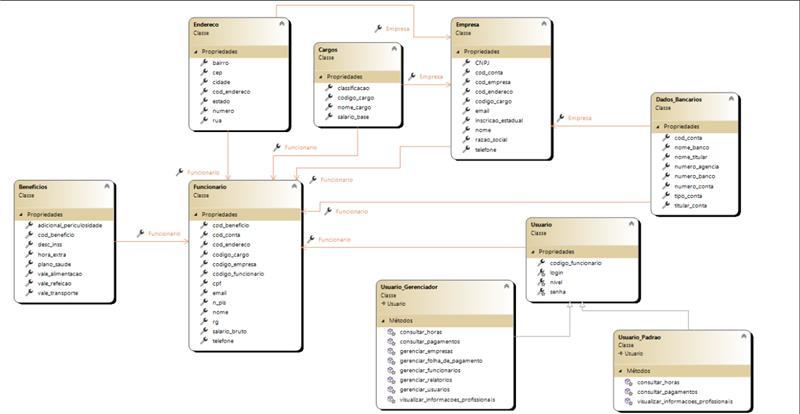 Endereco
Classe
Propriedades
bairro
cep
cidade
cod_endereco
estado
numero
rua
Empresa
Cargos
Classe
Propriedades
classificacao
codigo_cargo
nome_cargo
salario_base
Empresa
Empresa
Classe
Propriedades
CNPJ
cod_conta
cod_empresa
cod_endereco
codigo_cargo
email
inscricao_estadual
nome
razao_social
telefone
Empresa
Dados_Bancarios
Classe
Propriedades
cod_conta
nome_banco
nome_titular
numero_agencia
numero_banco
numero_conta
tipo_conta
titular_conta
Funcionario
Funcionario
Funcionario
Funcionario
Funcionario
Funcionario
Beneficios
Classe
Propriedades
adicional_periculosidade
cod_beneficio
desc_inss
hora_extra
plano_saude
vale_alimentacao
vale_refeicao
vale_transporte
Funcionario
Classe
Propriedades
cod_beneficio
cod_conta
cod_endereco
codigo_cargo
codigo_empresa
codigo_funcionario
cpf
email
n_pis
nome
rg
salario_bruto
telefone
Usuario
Classe
Propriedades
codigo_funcionario
login
nivel
senha
Usuario_Gerenciador
Classe
Usuario
Métodos
consultar_horas
consultar_pagamentos
gerenciar_empresas
gerenciar_folha_de_pagamento
gerenciar_funcionarios
gerenciar_relatorios
gerenciar_usuarios
visualizar_informacoes_profissionais
Usuario_Padrao
Classe
Usuario
Métodos
consultar_horas
consultar_pagamentos
visualizar_informacoes_profissionais